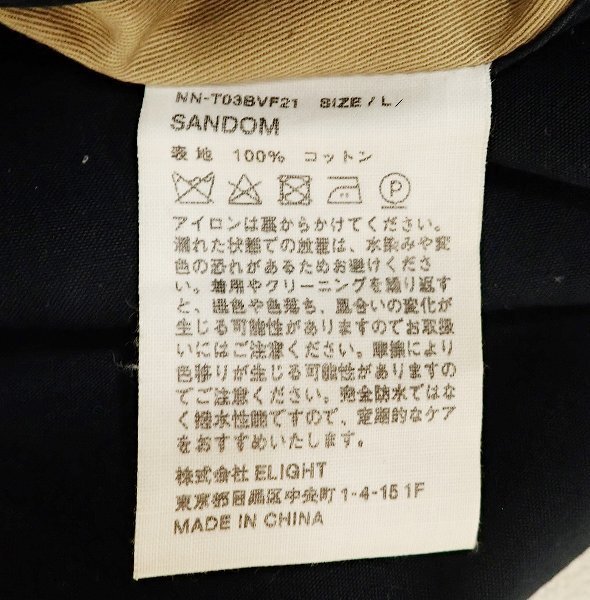 NN-T03BVF21 SIZE/L/
SANDOM
表地 100% コットン
P
アイロンは裏からかけてください。
濡れた状態での放置は、水染みや変
色の恐れがあるためお避けくださ
い。着用やクリーニングを繰り返す
と、退色や色落ち、風合いの変化が
生じる可能性がありますのでお取扱
いにはご注意ください。摩擦により
色移りが生じる可能性がありますの
でご注意ください。完全防水ではな
く撥水性能ですので、定期的なケア
をおすすめいたします。
株式会社 ELIGHT
東京都目黒区中央町1-4-15 1F
MADE IN CHINA